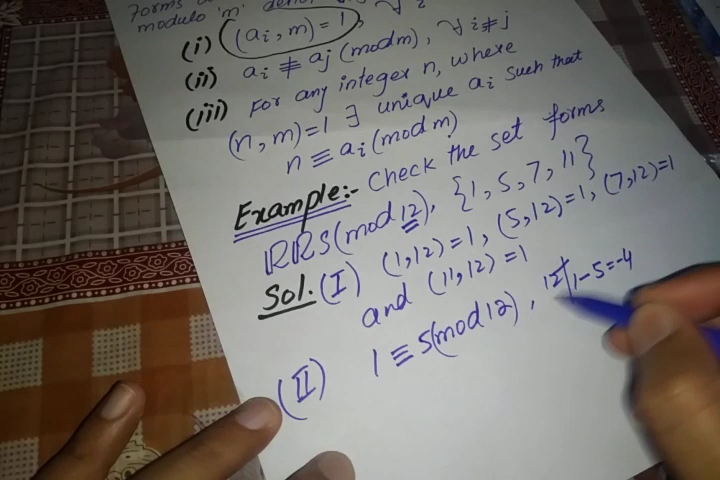 forms
modulo 'm'
(i) (ai, m) = 1, ∀ i
(ii) ai ≢ aj (mod m), ∀ i ≠ j
(iii) For any integer n, where
(n, m) = 1 ∃ unique ai such that
n ≡ ai (mod m)
Example:- Check the set forms
RRS (mod 12), {1, 5, 7, 11}
Sol. (I) (1, 12) = 1, (5, 12) = 1, (7, 12) = 1
and (11, 12) = 1
(II) 1 ≡ 5 (mod 12), 12 ∤ 1 - 5 = -4